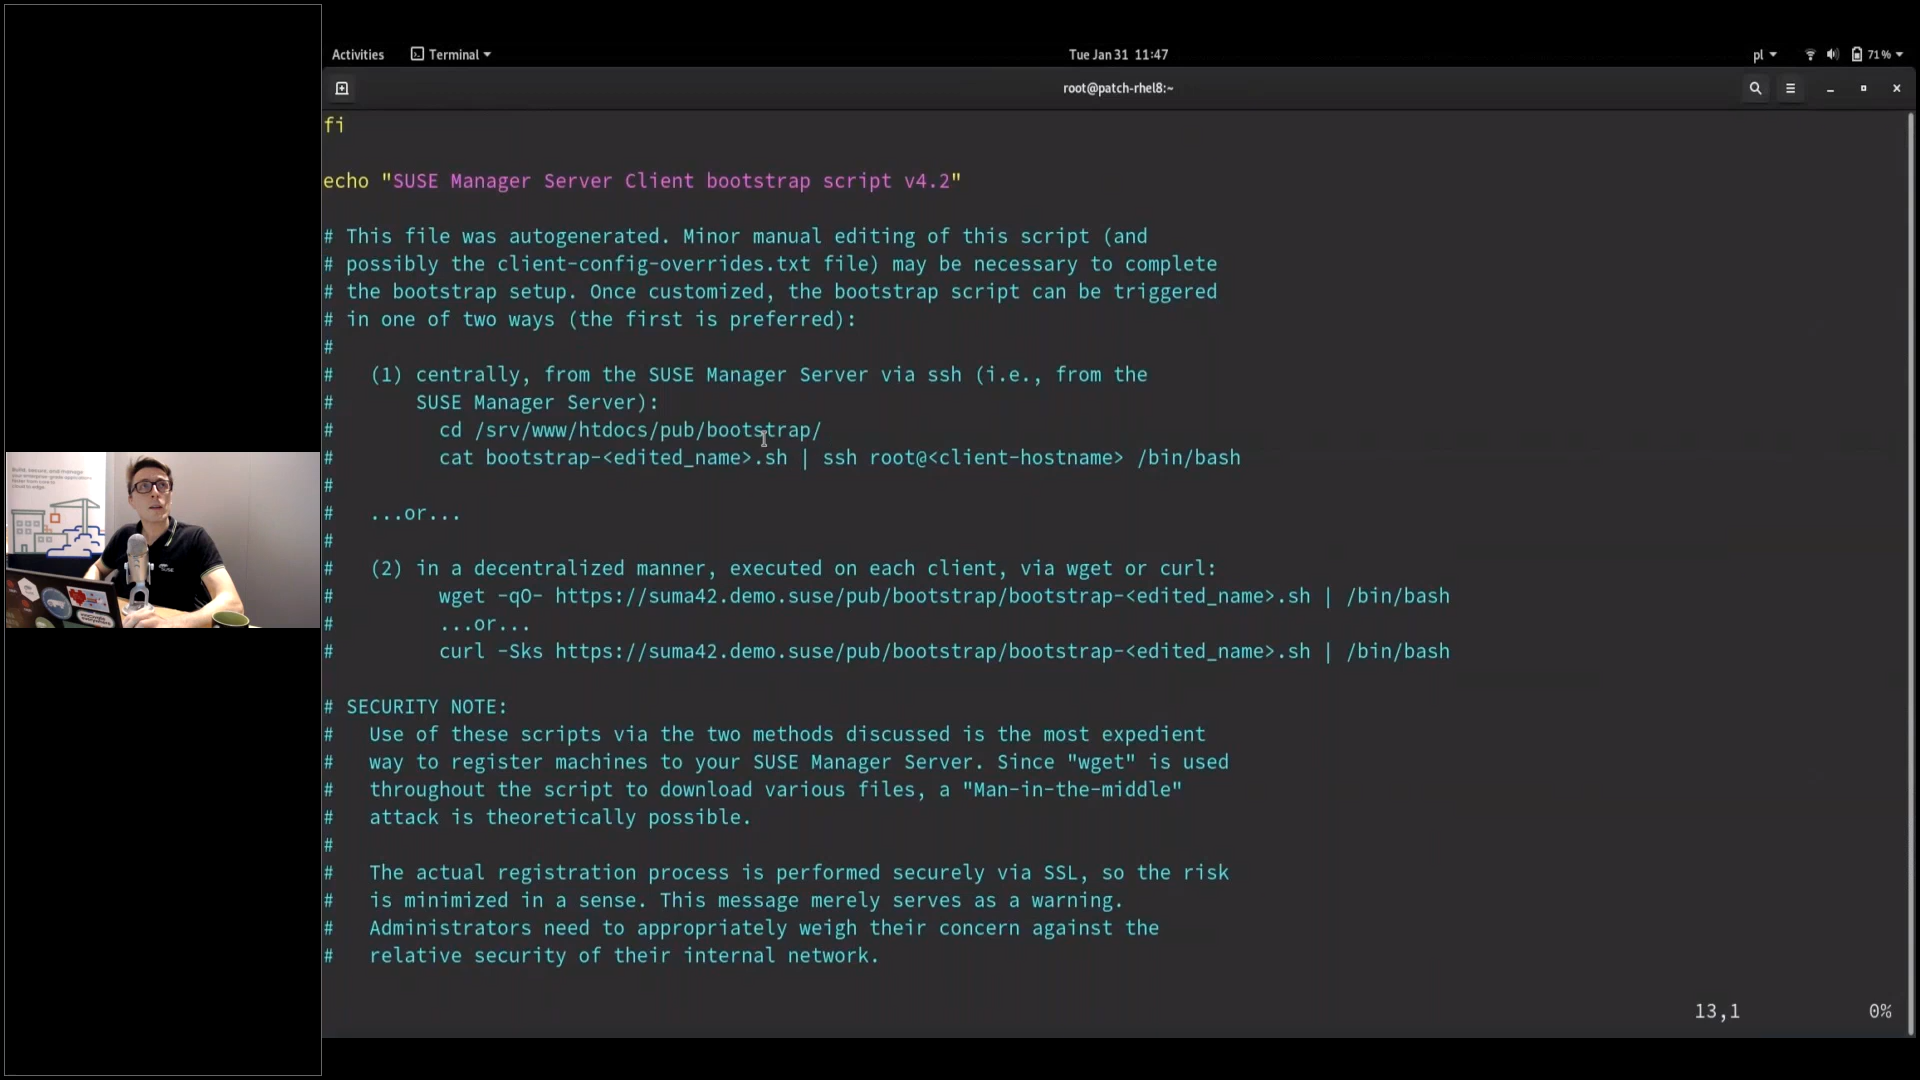 Activities
Terminal
Tue Jan 31 11:47
pl
71%
root@patch-rhel8:~
fi
echo "SUSE Manager Server Client bootstrap script v4.2"
# This file was autogenerated. Minor manual editing of this script (and
# possibly the client-config-overrides.txt file) may be necessary to complete
# the bootstrap setup. Once customized, the bootstrap script can be triggered
# in one of two ways (the first is preferred):
#
# (1) centrally, from the SUSE Manager Server via ssh (i.e., from the
# SUSE Manager Server):
# cd /srv/www/htdocs/pub/bootstrap/
# cat bootstrap-<edited_name>.sh | ssh root@<client-hostname> /bin/bash
#
# ...or...
#
# (2) in a decentralized manner, executed on each client, via wget or curl:
# wget -qO- https://suma42.demo.suse/pub/bootstrap/bootstrap-<edited_name>.sh | /bin/bash
# ...or...
# curl -Sks https://suma42.demo.suse/pub/bootstrap/bootstrap-<edited_name>.sh | /bin/bash
# SECURITY NOTE:
# Use of these scripts via the two methods discussed is the most expedient
# way to register machines to your SUSE Manager Server. Since "wget" is used
# throughout the script to download various files, a "Man-in-the-middle"
# attack is theoretically possible.
#
# The actual registration process is performed securely via SSL, so the risk
# is minimized in a sense. This message merely serves as a warning.
# Administrators need to appropriately weigh their concern against the
# relative security of their internal network.
13,1
0%
Build, secure, and manage
your enterprise-grade applications
SUSE